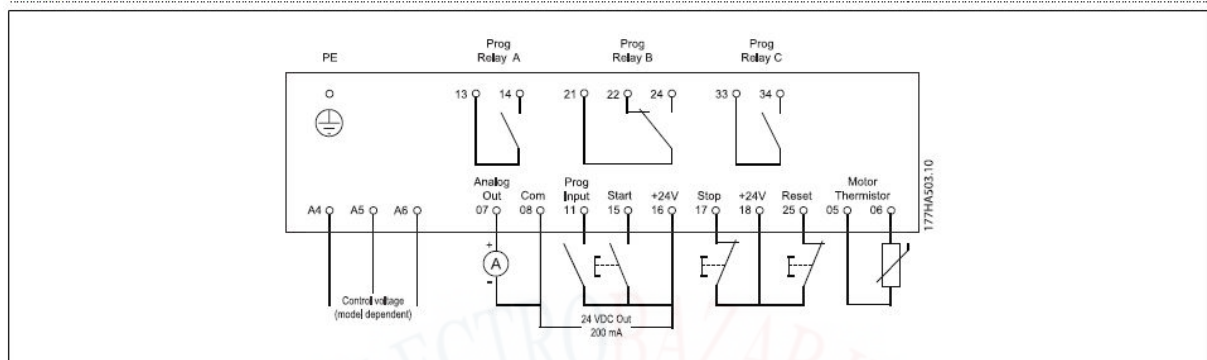 PE
Prog
Relay A
Prog
Relay B
Prog
Relay C
13 14 21 22 24 33 34
Analog
Out
07
Com
08
Prog
Input
11
Start
15
+24V
16
Stop
17
+24V
18
Reset
25
Motor
Thermistor
05 06
A4 A5 A6
+
A
-
Control voltage
(model dependent)
24 VDC Out
200 mA
177HA503.10